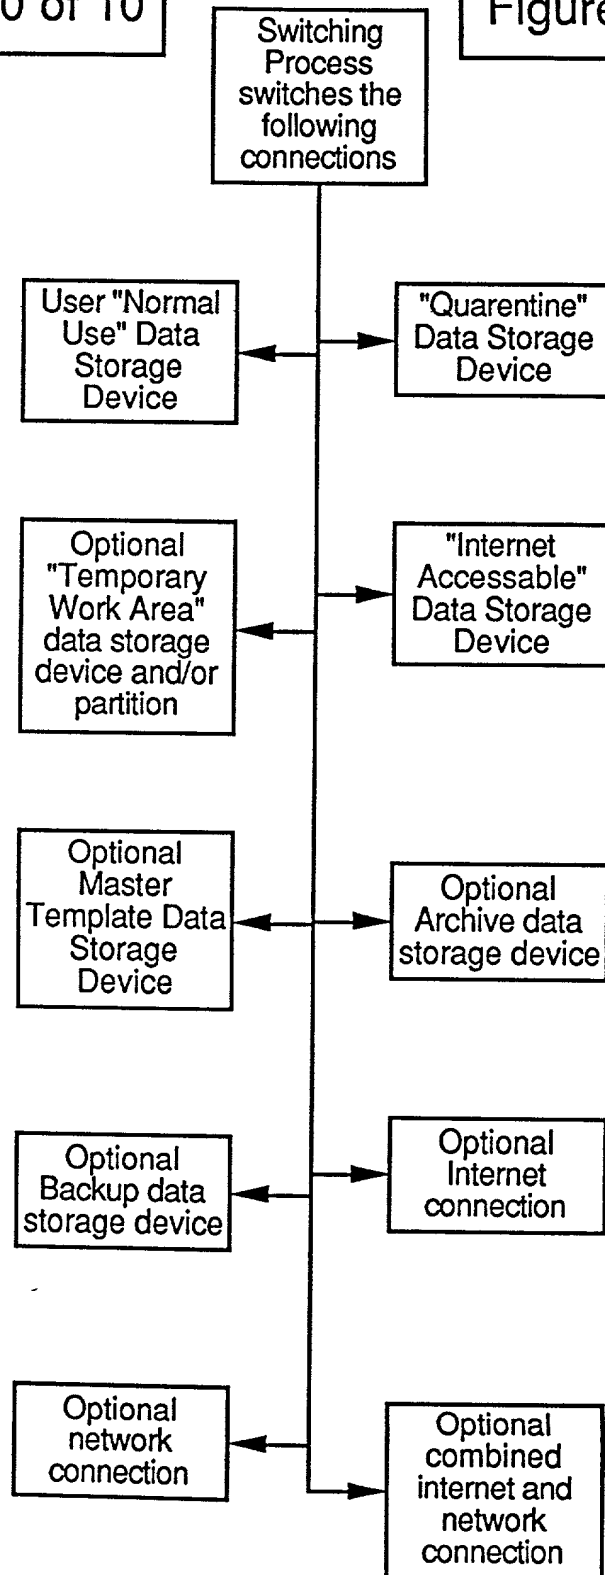 0 of 10
Figure
Switching
Process
switches the
following
connections
User "Normal
Use" Data
Storage
Device
"Quarentine"
Data Storage
Device
Optional
"Temporary
Work Area"
data storage
device and/or
partition
"Internet
Accessable"
Data Storage
Device
Optional
Master
Template Data
Storage
Device
Optional
Archive data
storage device
Optional
Backup data
storage device
Optional
Internet
connection
Optional
network
connection
Optional
combined
internet and
network
connection